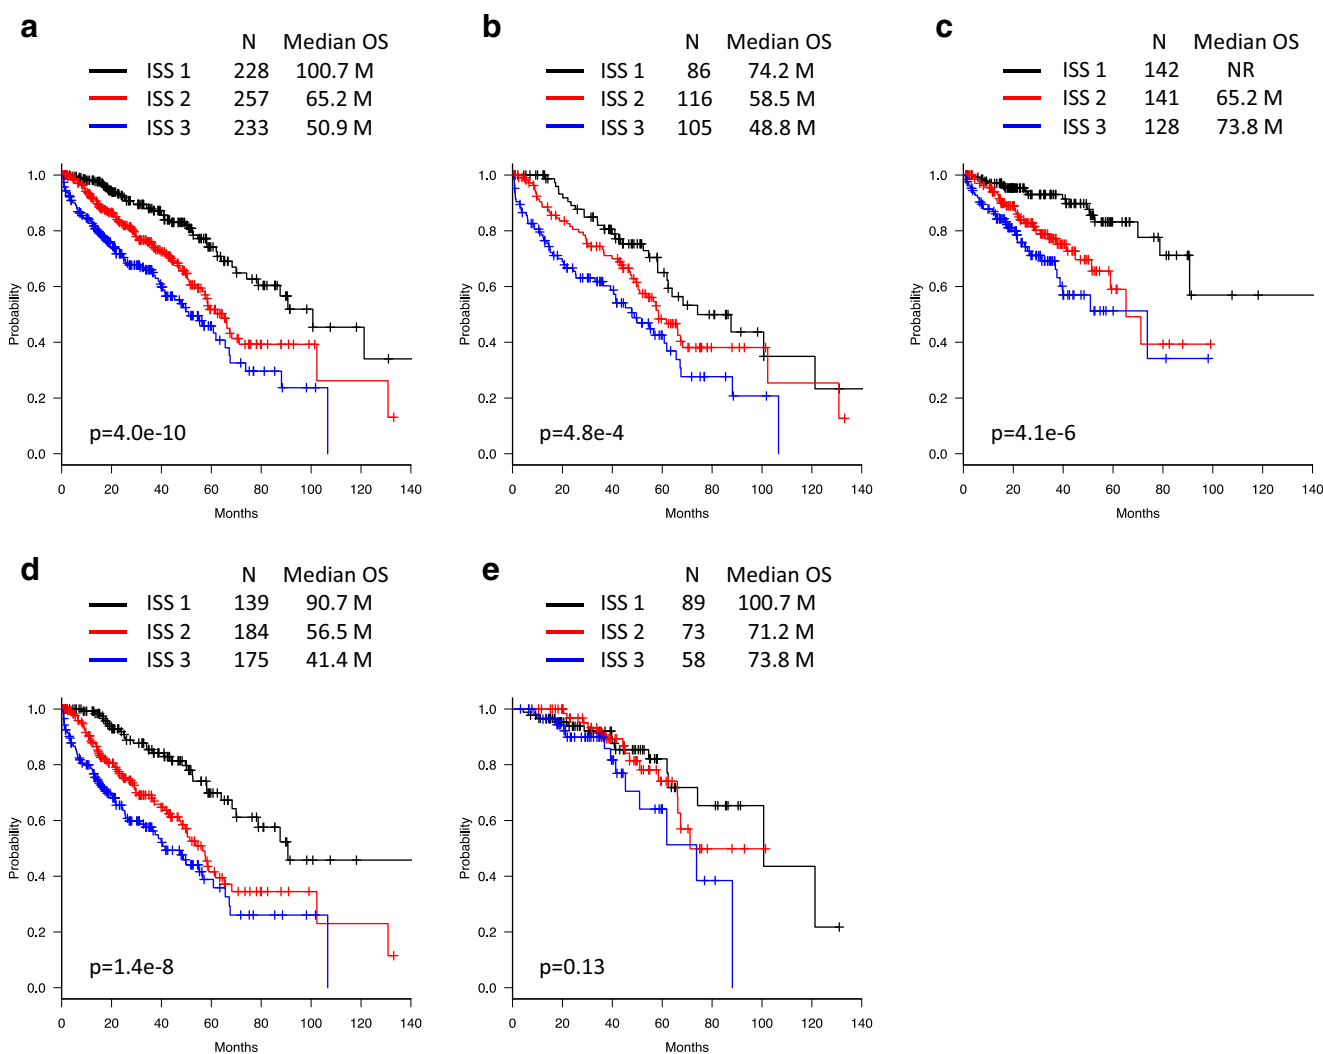 a
N Median OS
ISS 1 228 100.7 M
ISS 2 257 65.2 M
ISS 3 233 50.9 M
Probability
1.0
0.8
0.6
0.4
0.2
0.0
p=4.0e-10
0 20 40 60 80 100 120 140
Months
b
N Median OS
ISS 1 86 74.2 M
ISS 2 116 58.5 M
ISS 3 105 48.8 M
Probability
1.0
0.8
0.6
0.4
0.2
0.0
p=4.8e-4
0 20 40 60 80 100 120 140
Months
c
N Median OS
ISS 1 142 NR
ISS 2 141 65.2 M
ISS 3 128 73.8 M
Probability
1.0
0.8
0.6
0.4
0.2
0.0
p=4.1e-6
0 20 40 60 80 100 120 140
Months
d
N Median OS
ISS 1 139 90.7 M
ISS 2 184 56.5 M
ISS 3 175 41.4 M
Probability
1.0
0.8
0.6
0.4
0.2
0.0
p=1.4e-8
0 20 40 60 80 100 120 140
Months
e
N Median OS
ISS 1 89 100.7 M
ISS 2 73 71.2 M
ISS 3 58 73.8 M
Probability
1.0
0.8
0.6
0.4
0.2
0.0
p=0.13
0 20 40 60 80 100 120 140
Months